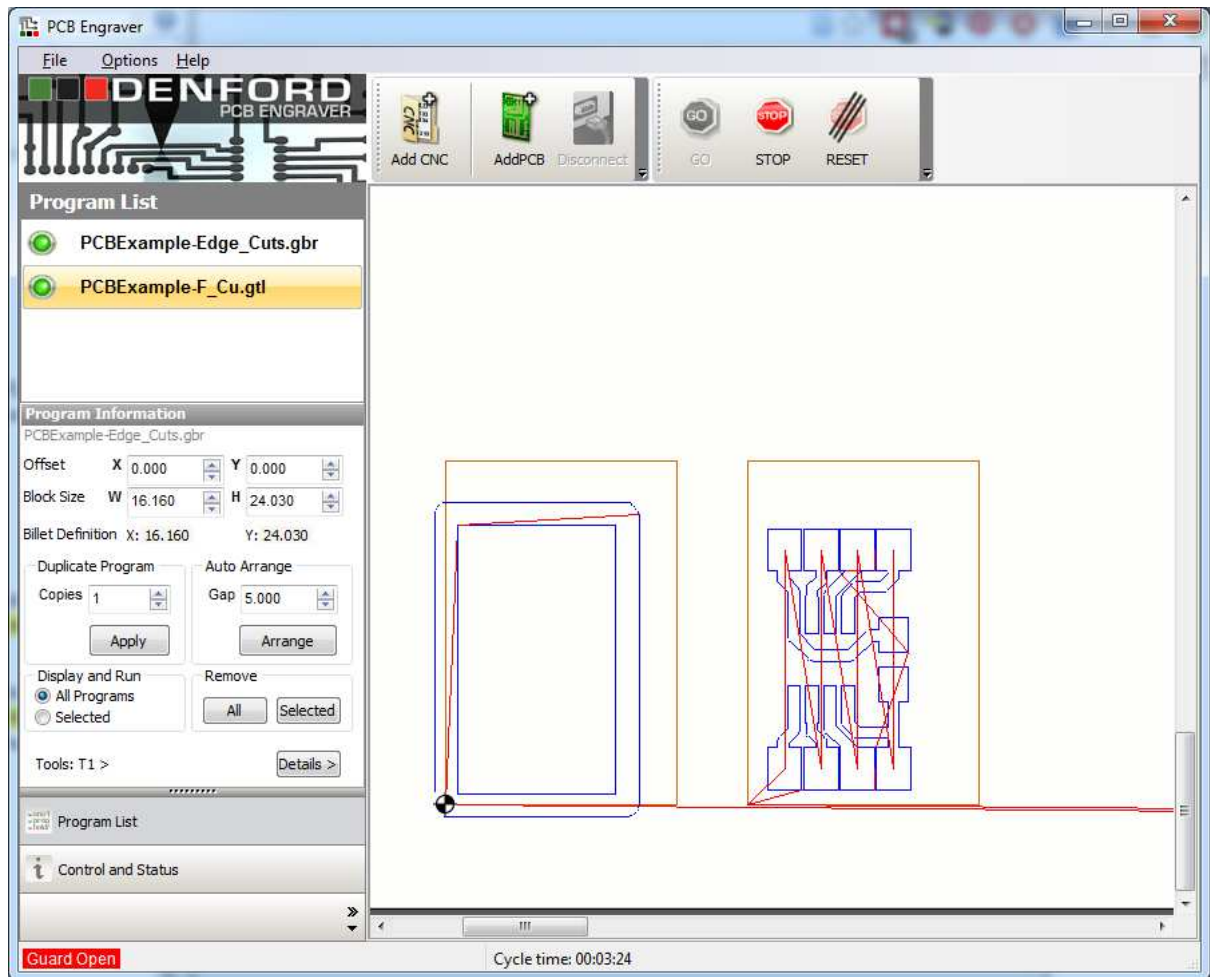 PCB Engraver
File Options Help
DENFORD
PCB ENGRAVER
CNC
Add CNC AddPCB Disconnect
GO STOP
GO STOP RESET
Program List
PCBExample-Edge_Cuts.gbr
PCBExample-F_Cu.gtl
Program Information
PCBExample-Edge_Cuts.gbr
Offset X 0.000 Y 0.000
Block Size W 16.160 H 24.030
Billet Definition X: 16.160 Y: 24.030
Duplicate Program Auto Arrange
Copies 1 Gap 5.000
Apply Arrange
Display and Run Remove
All Programs
Selected
All Selected
Tools: T1 > Details >
Program List
Control and Status
Guard Open Cycle time: 00:03:24